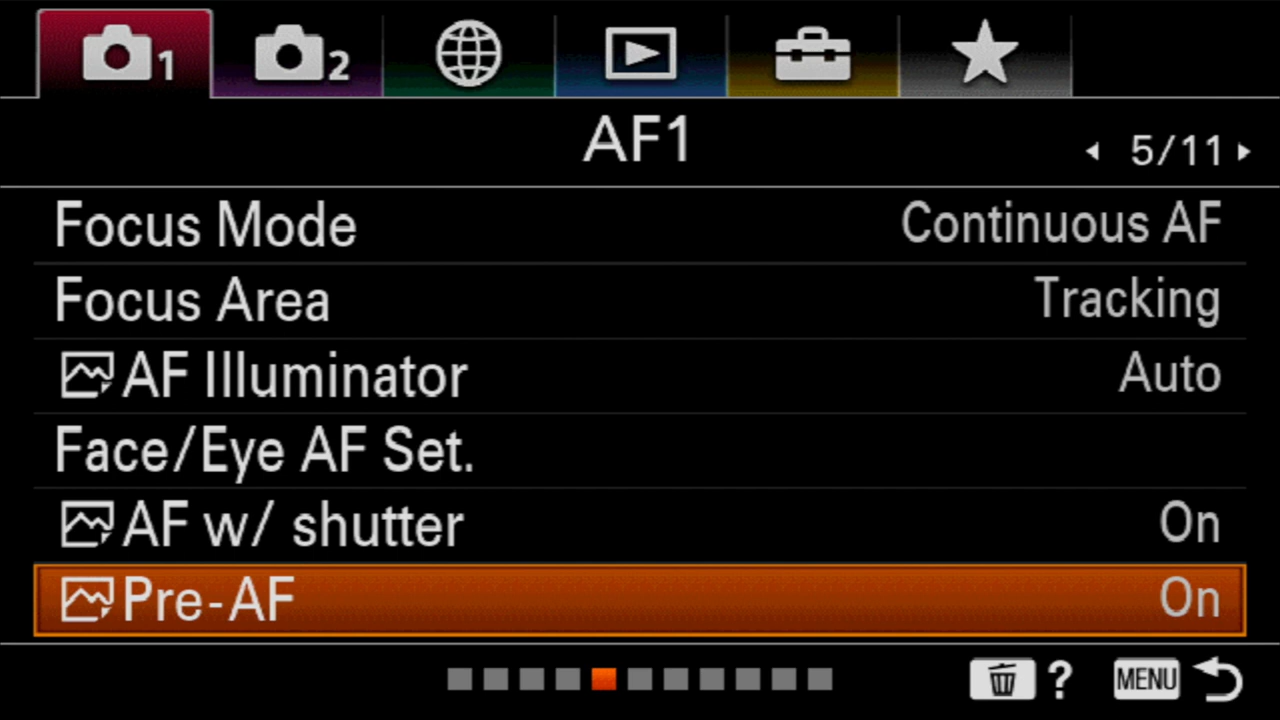 1 2
AF1
5/11
Focus Mode Continuous AF
Focus Area Tracking
AF Illuminator Auto
Face/Eye AF Set.
AF w/ shutter On
Pre-AF On
? MENU